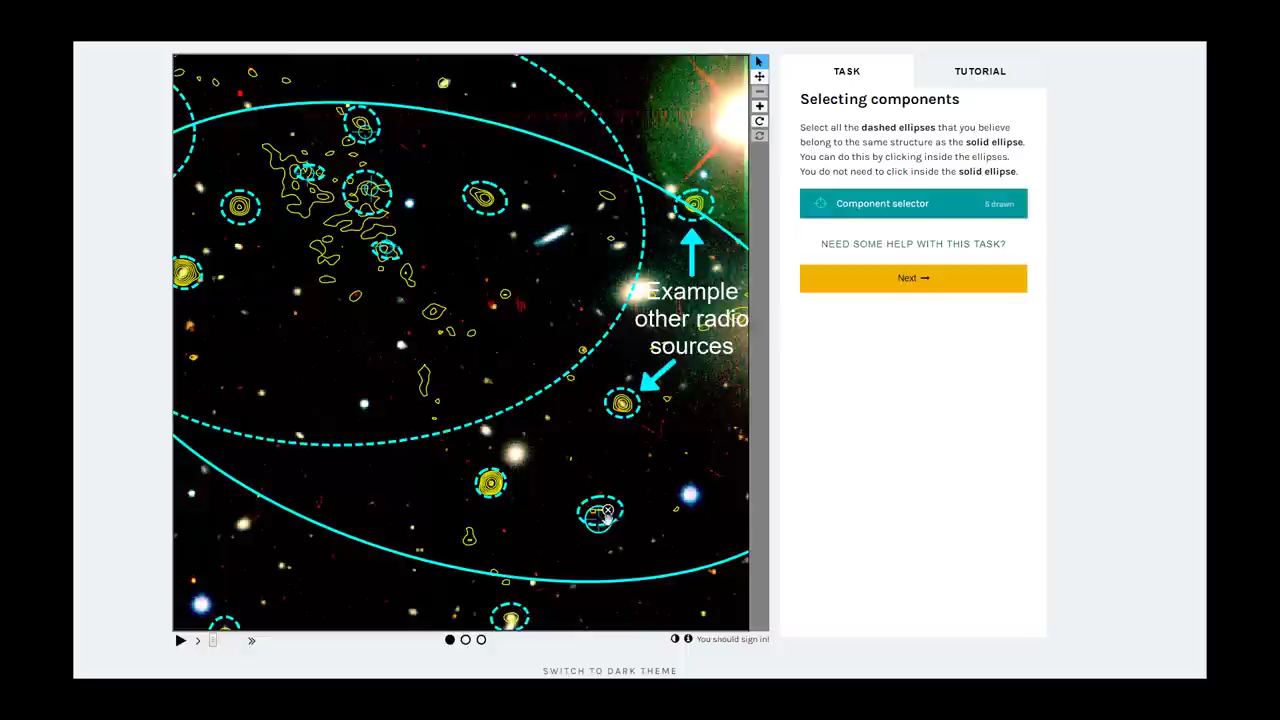 TASK
TUTORIAL
Selecting components
Select all the dashed ellipses that you believe
belong to the same structure as the solid ellipse.
You can do this by clicking inside the ellipses.
You do not need to click inside the solid ellipse.
Component selector
5 drawn
NEED SOME HELP WITH THIS TASK?
Next
Example
other radio
sources
You should sign in!
SWITCH TO DARK THEME